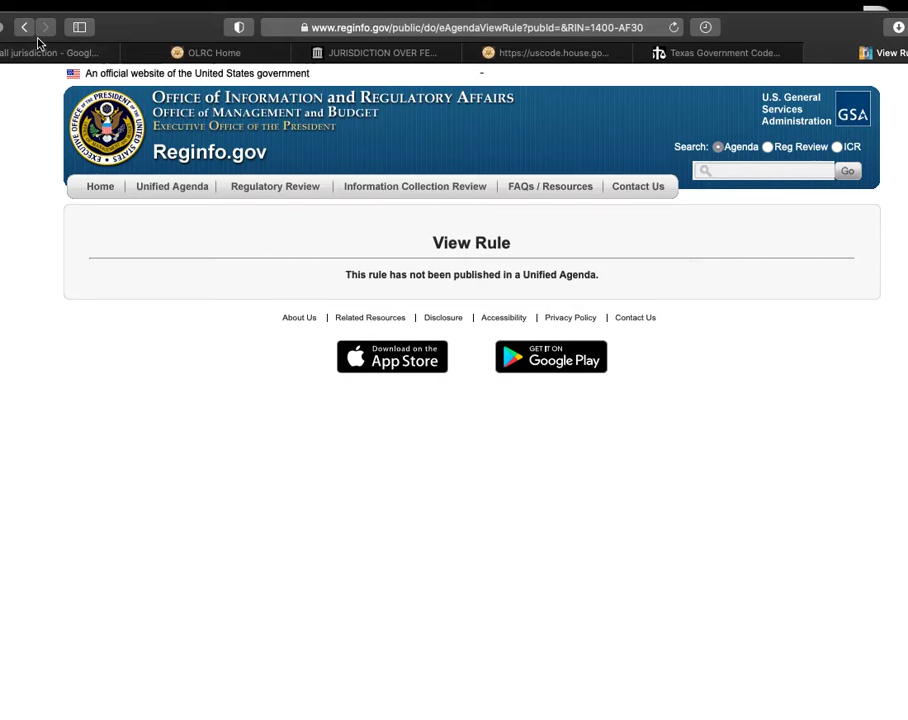 www.reginfo.gov/public/do/eAgendaViewRule?pubId=&RIN=1400-AF30
all jurisdiction - Googl...
OLRC Home
JURISDICTION OVER FE...
https://uscode.house.go...
Texas Government Code...
View Ru
An official website of the United States government
OFFICE OF INFORMATION AND REGULATORY AFFAIRS
OFFICE OF MANAGEMENT AND BUDGET
EXECUTIVE OFFICE OF THE PRESIDENT
Reginfo.gov
U.S. General
Services
Administration
GSA
Search: Agenda Reg Review ICR
Go
Home
Unified Agenda
Regulatory Review
Information Collection Review
FAQs / Resources
Contact Us
View Rule
This rule has not been published in a Unified Agenda.
About Us | Related Resources | Disclosure | Accessibility | Privacy Policy | Contact Us
Download on the
App Store
GET IT ON
Google Play